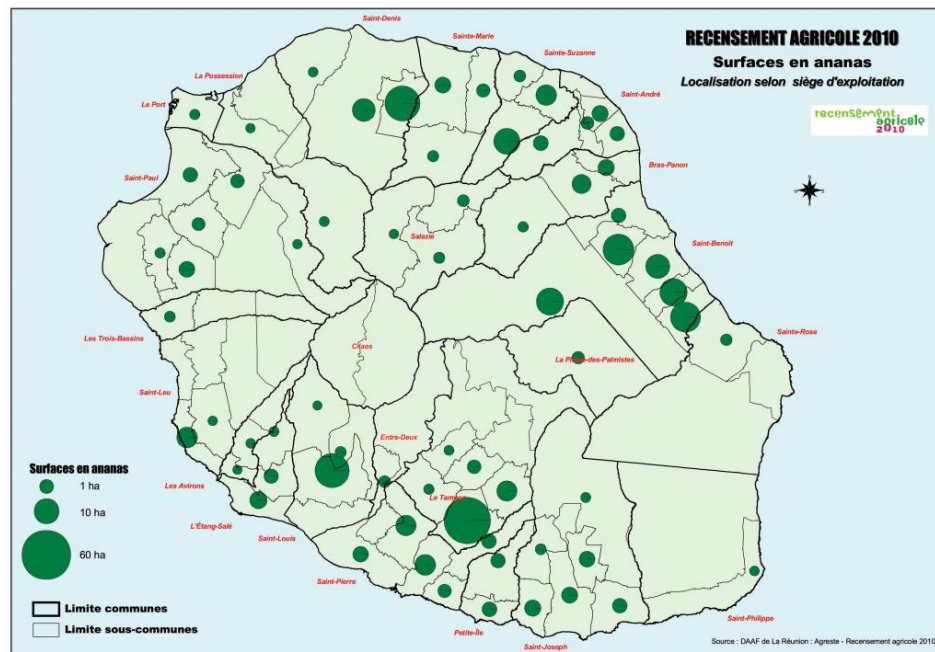 RECENSEMENT AGRICOLE 2010
Surfaces en ananas
Localisation selon siège d'exploitation
recensement
agricole
2010
Saint-Denis
Sainte-Marie
Sainte-Suzanne
La Possession
Saint-André
Le Port
Bras-Panon
Saint-Paul
Salazie
Saint-Benoît
Sainte-Rose
Les Trois-Bassins
Cilaos
La Plaine-des-Palmistes
Saint-Leu
Entre-Deux
Les Avirons
Le Tampon
L'Étang-Salé
Saint-Louis
Saint-Pierre
Petite-Île
Saint-Joseph
Saint-Philippe
Surfaces en ananas
1 ha
10 ha
60 ha
Limite communes
Limite sous-communes
Source : DAAF de La Réunion : Agreste - Recensement agricole 2010